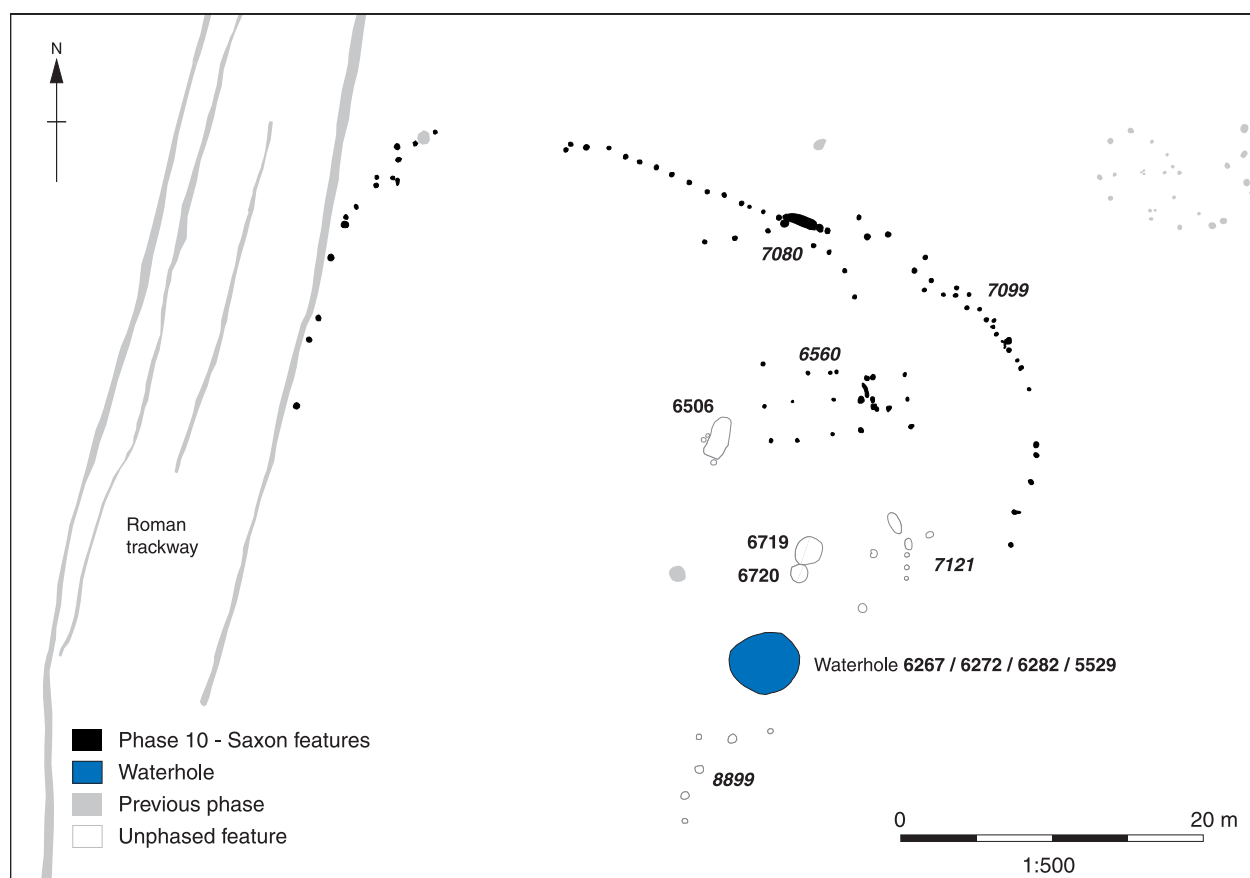 N
7080
7099
6560
6506
Roman
trackway
6719
6720
7121
Waterhole 6267 / 6272 / 6282 / 5529
Phase 10 - Saxon features
Waterhole
Previous phase
Unphased feature
8899
0 20 m
1:500